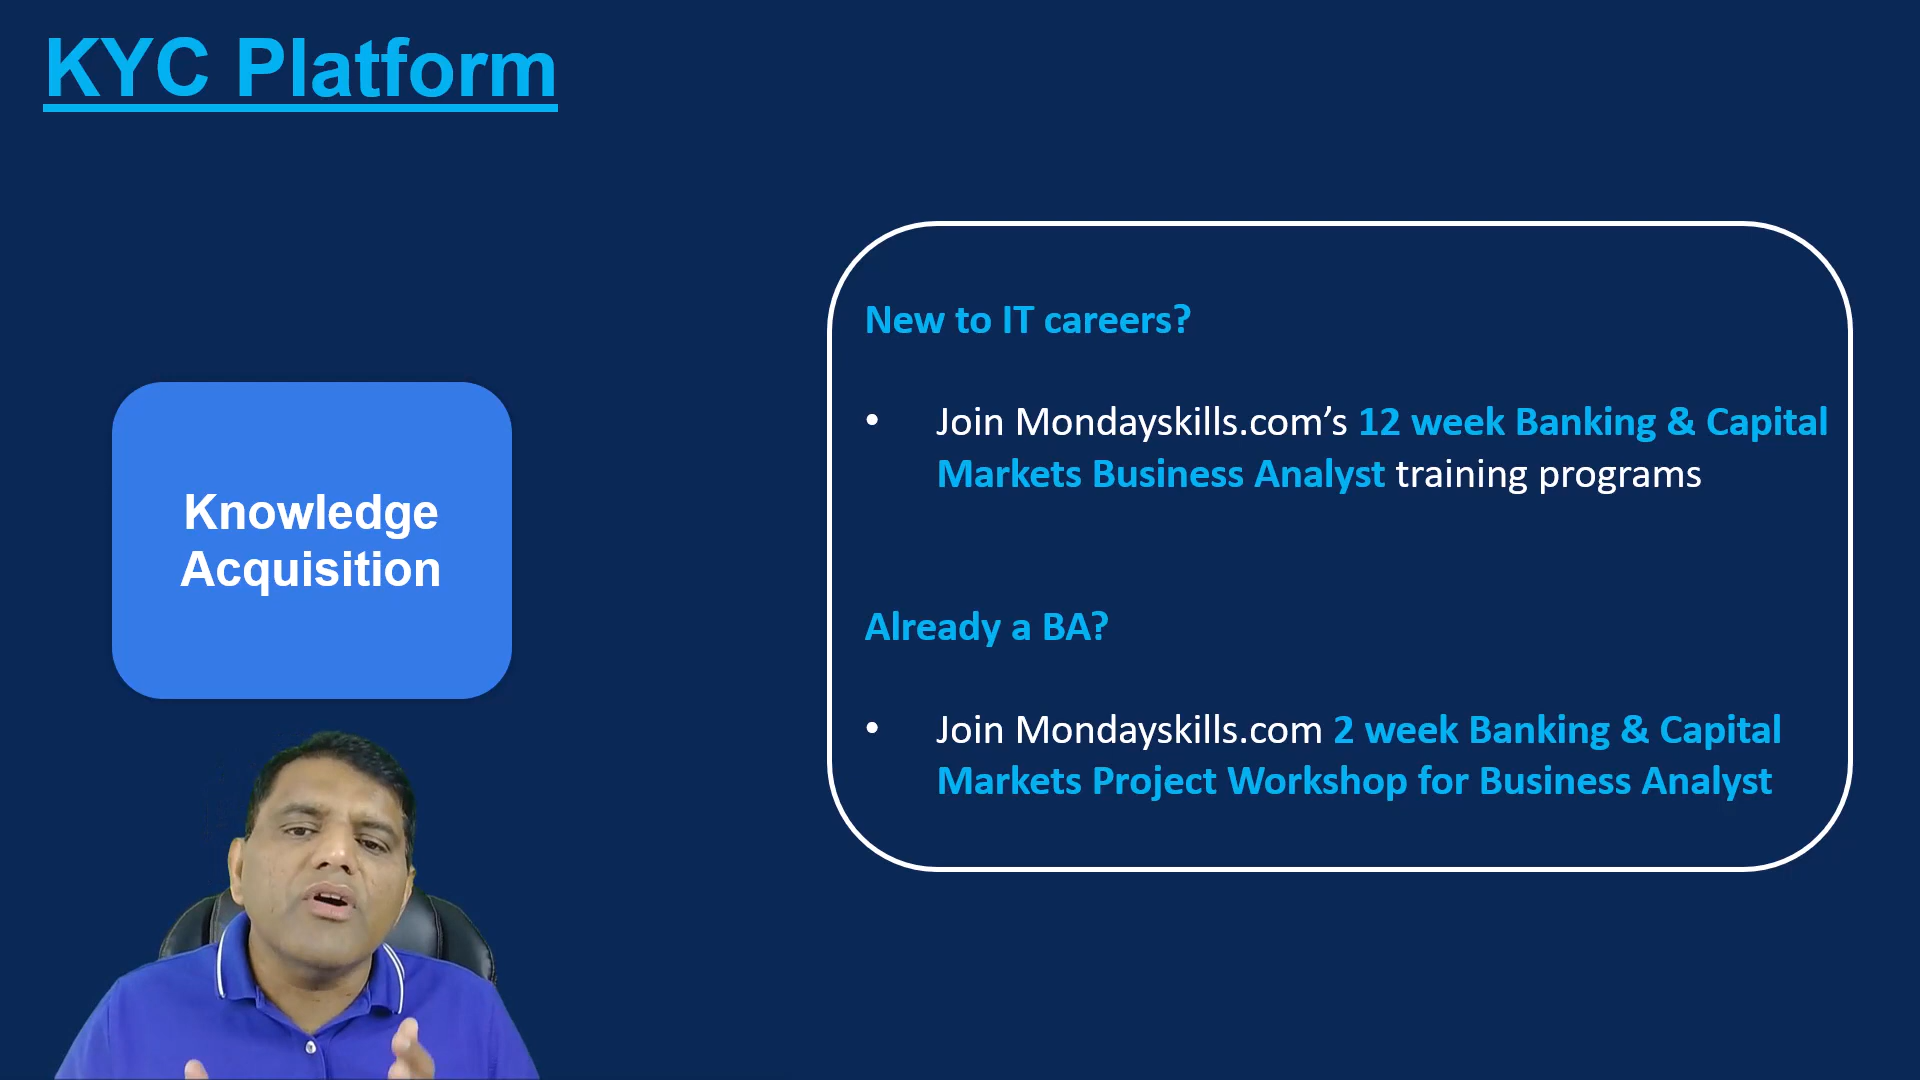 KYC Platform
Knowledge
Acquisition
New to IT careers?
• Join Mondayskills.com’s 12 week Banking & Capital
Markets Business Analyst training programs
Already a BA?
• Join Mondayskills.com 2 week Banking & Capital
Markets Project Workshop for Business Analyst